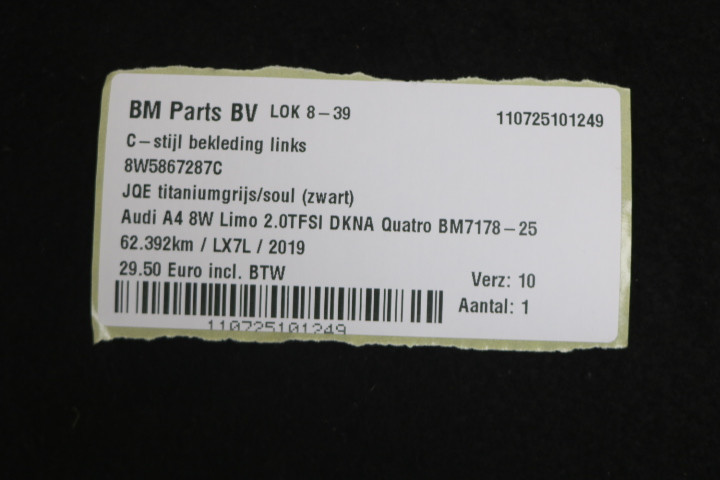 BM Parts BV LOK 8-39 110725101249
C-stijl bekleding links
8W5867287C
JQE titaniumgrijs/soul (zwart)
Audi A4 8W Limo 2.0TFSI DKNA Quatro BM7178-25
62.392km / LX7L / 2019
29.50 Euro incl. BTW
Verz: 10
Aantal: 1
110725101249